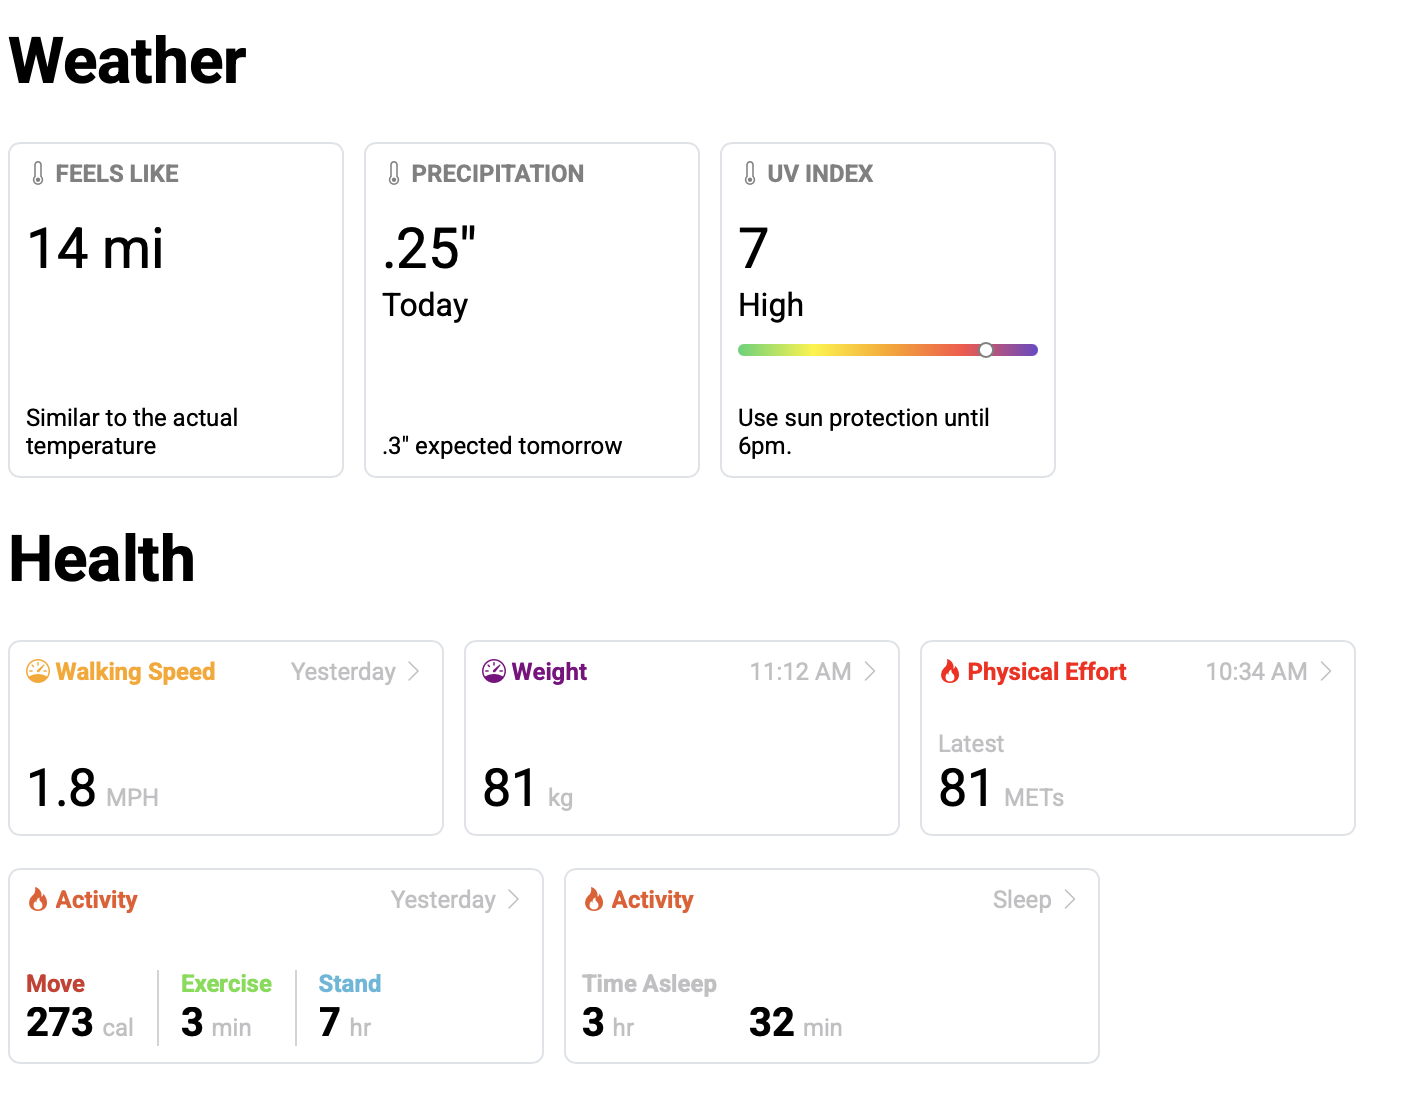 Weather
FEELS LIKE
14 mi
Similar to the actual
temperature
PRECIPITATION
.25"
Today
.3" expected tomorrow
UV INDEX
7
High
Use sun protection until
6pm.
Health
Walking Speed Yesterday
1.8 MPH
Weight 11:12 AM
81 kg
Physical Effort 10:34 AM
Latest
81 METs
Activity Yesterday
Move Exercise Stand
273 cal 3 min 7 hr
Activity Sleep
Time Asleep
3 hr 32 min